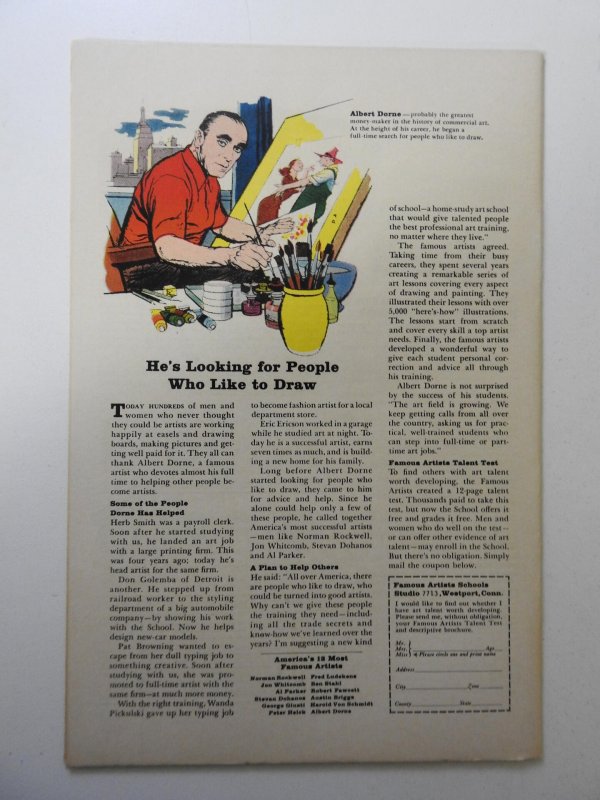 Albert Dorne—probably the greatest
money-maker in the history of commercial art.
At the height of his career, he began a
full-time search for people who like to draw.
He's Looking for People
Who Like to Draw
TODAY HUNDREDS of men and
women who never thought
they could be artists are working
happily at easels and drawing
boards, making pictures and get-
ting well paid for it. They all can
thank Albert Dorne, a famous
artist who devotes almost his full
time to helping other people be-
come artists.
Some of the People
Dorne Has Helped
Herb Smith was a payroll clerk.
Soon after he started studying
with us, he landed an art job
with a large printing firm. This
was four years ago; today he's
head artist for the same firm.
Don Golemba of Detroit is
another. He stepped up from
railroad worker to the styling
department of a big automobile
company—by showing his work
with the School. Now he helps
design new-car models.
Pat Browning wanted to es-
cape from her dull typing job to
something creative. Soon after
studying with us, she was pro-
moted to full-time artist with the
same firm—at much more money.
With the right training, Wanda
Pickulski gave up her typing job
to become fashion artist for a local
department store.
Eric Ericson worked in a garage
while he studied art at night. To-
day he is a successful artist, earns
seven times as much, and is build-
ing a new home for his family.
Long before Albert Dorne
started looking for people who
like to draw, they came to him
for advice and help. Since he
alone could help only a few of
these people, he called together
America's most successful artists
—men like Norman Rockwell,
Jon Whitcomb, Stevan Dohanos
and Al Parker.
A Plan to Help Others
He said: "All over America, there
are people who like to draw, who
could be turned into good artists.
Why can't we give these people
the training they need—includ-
ing all the trade secrets and
know-how we've learned over the
years? I'm suggesting a new kind
America's 12 Most
Famous Artists
Norman Rockwell Fred Ludekens
Jon Whitcomb Ben Stahl
Al Parker Robert Fawcett
Stevan Dohanos Austin Briggs
George Giusti Harold Von Schmidt
Peter Helck Albert Dorne
of school—a home-study art school
that would give talented people
the best professional art training,
no matter where they live."
The famous artists agreed.
Taking time from their busy
careers, they spent several years
creating a remarkable series of
art lessons covering every aspect
of drawing and painting. They
illustrated their lessons with over
5,000 "here's-how" illustrations.
The lessons start from scratch
and cover every skill a top artist
needs. Finally, the famous artists
developed a wonderful way to
give each student personal cor-
rection and advice all through
his training.
Albert Dorne is not surprised
by the success of his students.
"The art field is growing. We
keep getting calls from all over
the country, asking us for prac-
tical, well-trained students who
can step into full-time or part-
time art jobs."
Famous Artists Talent Test
To find others with art talent
worth developing, the Famous
Artists created a 12-page talent
test. Thousands paid to take this
test, but now the School offers it
free and grades it free. Men and
women who do well on the test—
or can offer other evidence of art
talent—may enroll in the School.
But there's no obligation. Simply
mail the coupon below.
Famous Artists Schools
Studio 7713, Westport, Conn.
I would like to find out whether I
have art talent worth developing.
Please send me, without obligation,
your Famous Artists Talent Test
and descriptive brochure.
Mr.
Mrs. Age
Miss Please circle one and print name
Address
City Zone
County State